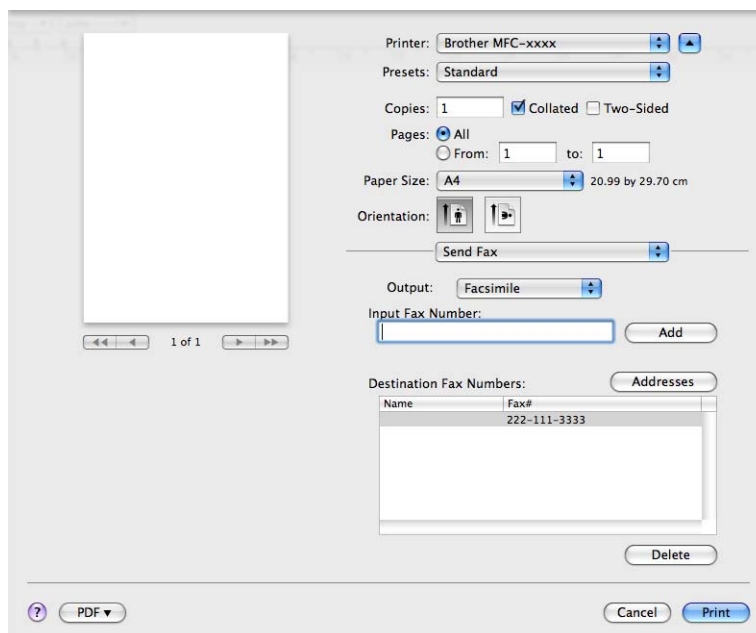 Printer: Brother MFC-xxxx
Presets: Standard
Copies: 1 Collated Two-Sided
Pages: All
From: 1 to: 1
Paper Size: A4 20.99 by 29.70 cm
Orientation:
Send Fax
Output: Facsimile
Input Fax Number:
Add
1 of 1
Destination Fax Numbers: Addresses
Name Fax#
222-111-3333
Delete
? PDF Cancel Print